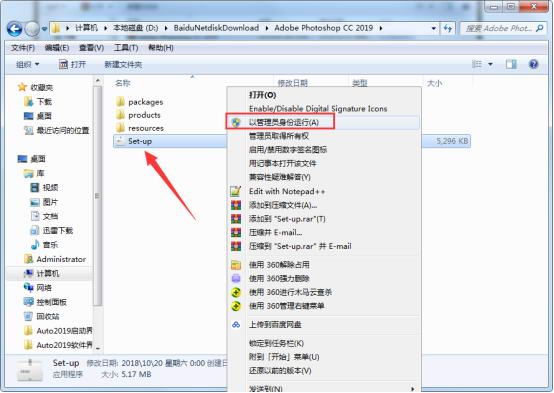 计算机 ▸ 本地磁盘 (D:) ▸ BaiduNetdiskDownload ▸ Adobe Photoshop CC 2019 ▸
搜索 Adobe Phot...
文件(F) 编辑(E) 查看(V) 工具(T) 帮助(H)
组织 打开 新建文件夹
名称 修改日期 类型 大小
收藏夹
下载
桌面
最近访问的位置
桌面
库
视频
图片
文档
迅雷下载
音乐
Administrator
计算机
网络
控制面板
回收站
Auto2019启动界
Auto2019软件界
packages
products
resources
Set-up
5,296 KB
打开(O)
Enable/Disable Digital Signature Icons
以管理员身份运行(A)
管理员取得所有权
启用/禁用数字签名图标
用记事本打开该文件
兼容性疑难解答(Y)
Edit with Notepad++
添加到压缩文件(A)...
添加到 "Set-up.rar"(T)
压缩并 E-mail...
压缩到 "Set-up.rar" 并 E-mail
使用 360解除占用
使用 360强力删除
使用 360进行木马云查杀
使用 360管理右键菜单
上传到百度网盘
锁定到任务栏(K)
附到「开始」菜单(U)
还原以前的版本(V)
发送到(N)
Set-up 修改日期: 2018\10\20 星期六 0:00 创建日
应用程序 大小: 5.17 MB